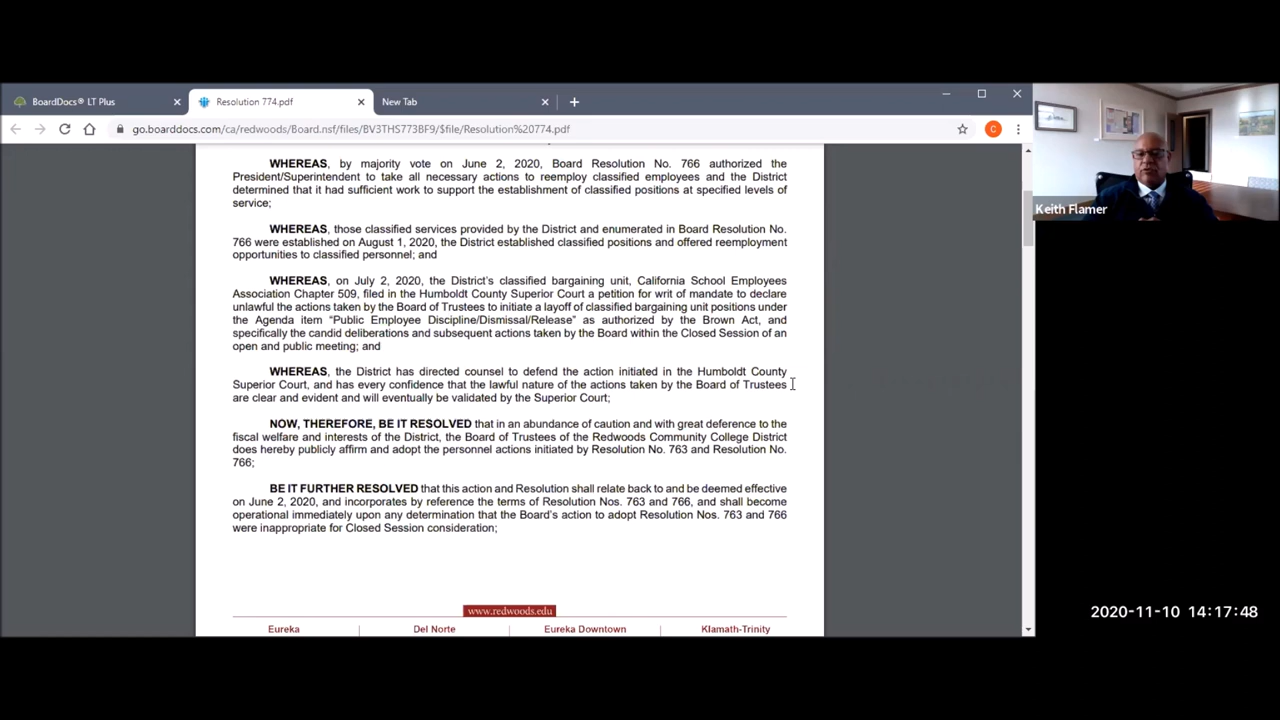 BoardDocs® LT Plus
Resolution 774.pdf
New Tab
go.boarddocs.com/ca/redwoods/Board.nsf/files/BV3THS773BF9/$file/Resolution%20774.pdf
C
Keith Flamer
WHEREAS, by majority vote on June 2, 2020, Board Resolution No. 766 authorized the
President/Superintendent to take all necessary actions to reemploy classified employees and the District
determined that it had sufficient work to support the establishment of classified positions at specified levels of
service;
WHEREAS, those classified services provided by the District and enumerated in Board Resolution No.
766 were established on August 1, 2020, the District established classified positions and offered reemployment
opportunities to classified personnel; and
WHEREAS, on July 2, 2020, the District's classified bargaining unit, California School Employees
Association Chapter 509, filed in the Humboldt County Superior Court a petition for writ of mandate to declare
unlawful the actions taken by the Board of Trustees to initiate a layoff of classified bargaining unit positions under
the Agenda item “Public Employee Discipline/Dismissal/Release” as authorized by the Brown Act, and
specifically the candid deliberations and subsequent actions taken by the Board within the Closed Session of an
open and public meeting; and
WHEREAS, the District has directed counsel to defend the action initiated in the Humboldt County
Superior Court, and has every confidence that the lawful nature of the actions taken by the Board of Trustees
are clear and evident and will eventually be validated by the Superior Court;
NOW, THEREFORE, BE IT RESOLVED that in an abundance of caution and with great deference to the
fiscal welfare and interests of the District, the Board of Trustees of the Redwoods Community College District
does hereby publicly affirm and adopt the personnel actions initiated by Resolution No. 763 and Resolution No.
766;
BE IT FURTHER RESOLVED that this action and Resolution shall relate back to and be deemed effective
on June 2, 2020, and incorporates by reference the terms of Resolution Nos. 763 and 766, and shall become
operational immediately upon any determination that the Board's action to adopt Resolution Nos. 763 and 766
were inappropriate for Closed Session consideration;
www.redwoods.edu
Eureka | Del Norte | Eureka Downtown | Klamath-Trinity
2020-11-10 14:17:48